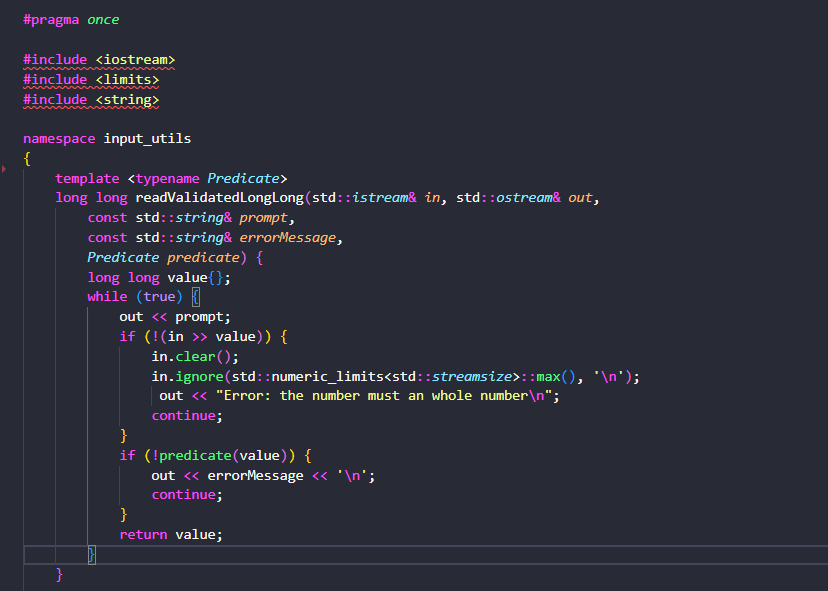 #pragma once
#include <iostream>
#include <limits>
#include <string>
namespace input_utils
{
template <typename Predicate>
long long readValidatedLongLong(std::istream& in, std::ostream& out,
const std::string& prompt,
const std::string& errorMessage,
Predicate predicate) {
long long value{};
while (true) {
out << prompt;
if (!(in >> value)) {
in.clear();
in.ignore(std::numeric_limits<std::streamsize>::max(), '\n');
out << "Error: the number must an whole number\n";
continue;
}
if (!predicate(value)) {
out << errorMessage << '\n';
continue;
}
return value;
}
}